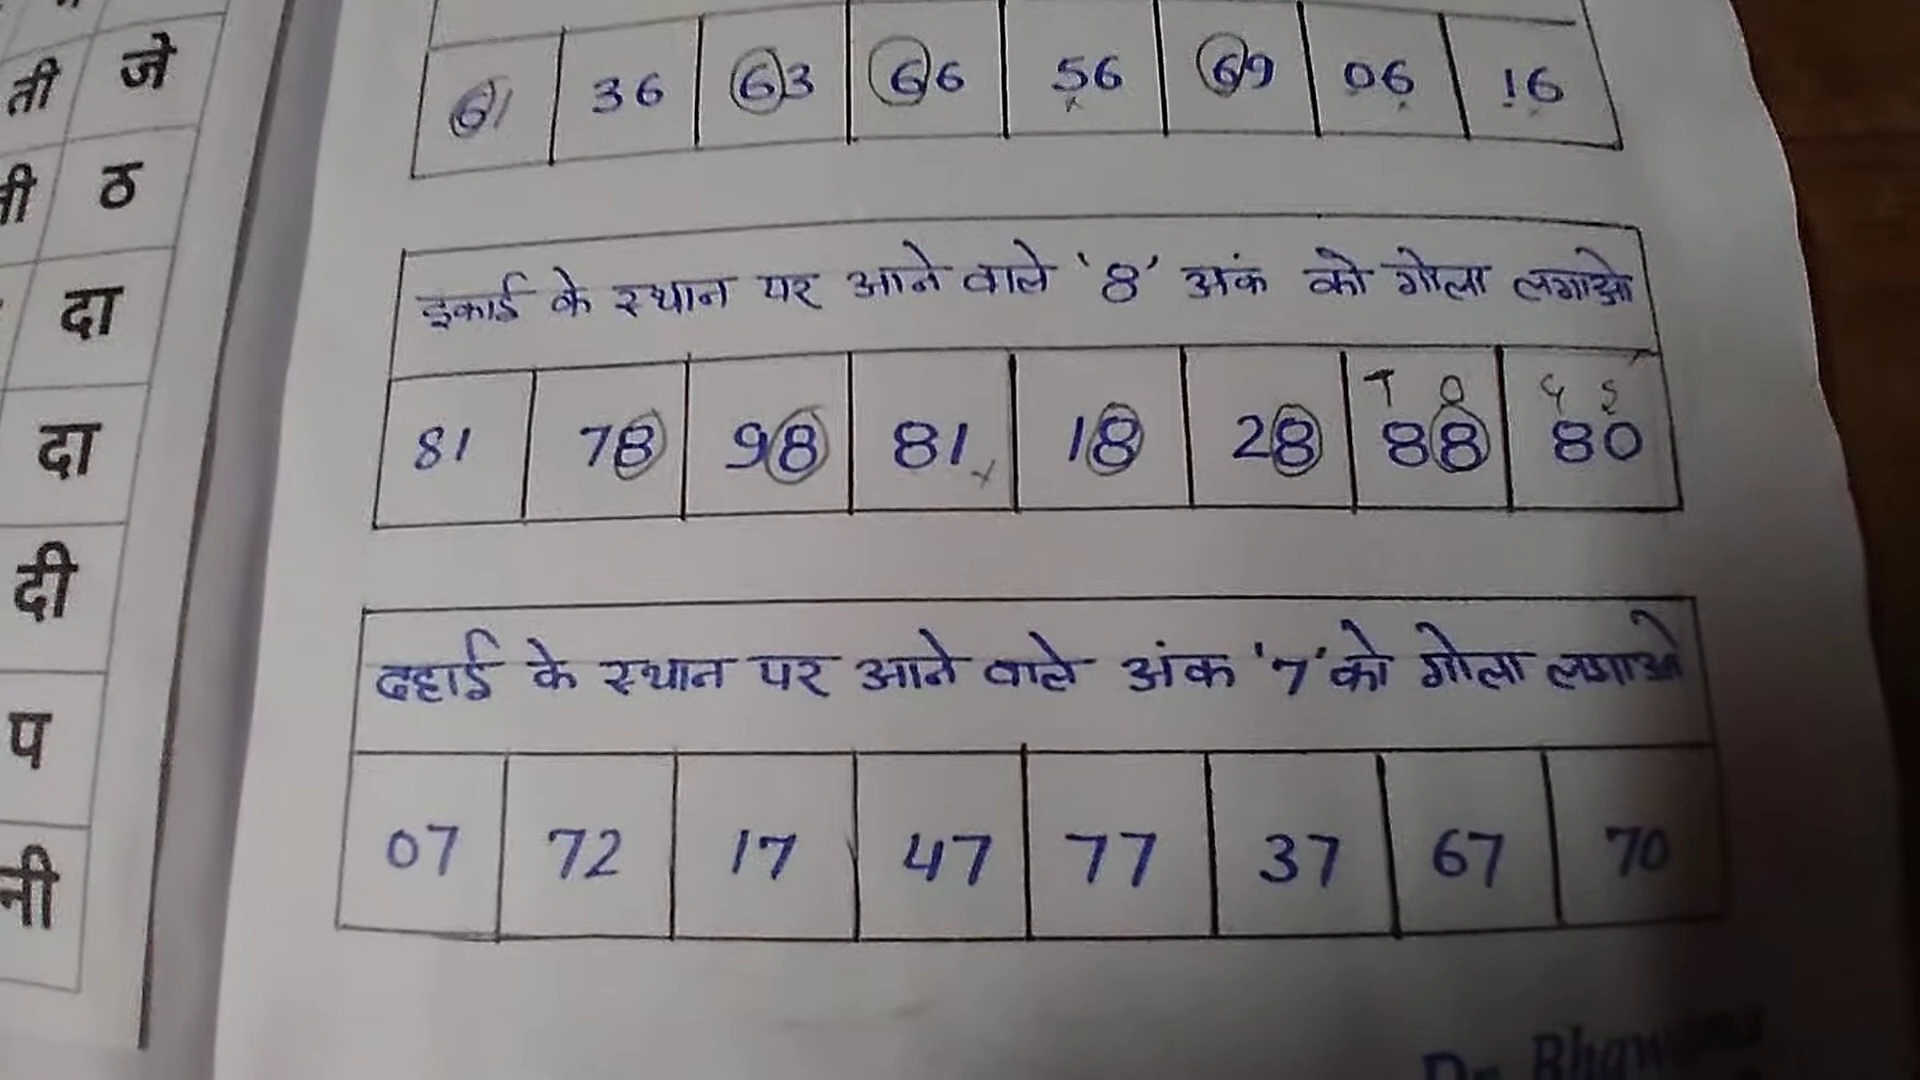 ती जे
ठ
दा
दा
दी
प
नी
61 36 63 66 56 69 06 16
इकाई के स्थान पर आने वाले '8' अंक को गोला लगाओ
T O
81 78 98 81 18 28 88 80
दहाई के स्थान पर आने वाले अंक '7' को गोला लगाओ
07 72 17 47 77 37 67 70